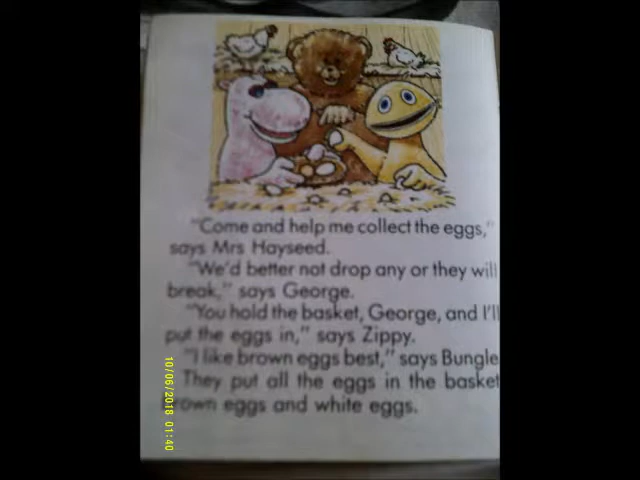 "Come and help me collect the eggs,"
says Mrs Hayseed.
"We'd better not drop any or they will
break," says George.
"You hold the basket, George, and I'll
put the eggs in," says Zippy.
"I like brown eggs best," says Bungle
They put all the eggs in the basket
eggs and white eggs.
10/06/2018 01:40